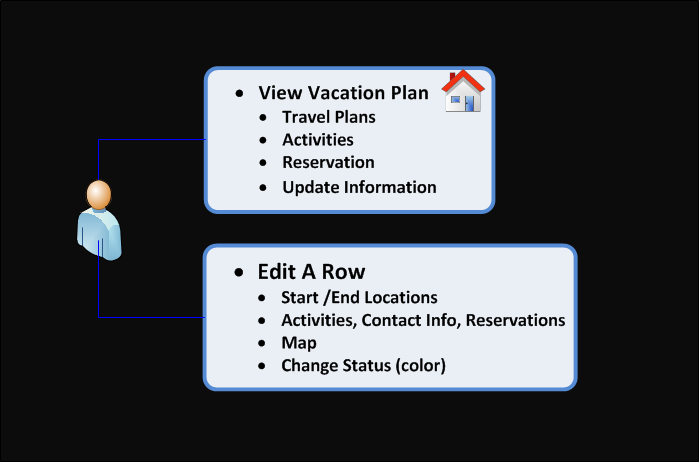 View Vacation Plan
Travel Plans
Activities
Reservation
Update Information
Edit A Row
Start /End Locations
Activities, Contact Info, Reservations
Map
Change Status (color)